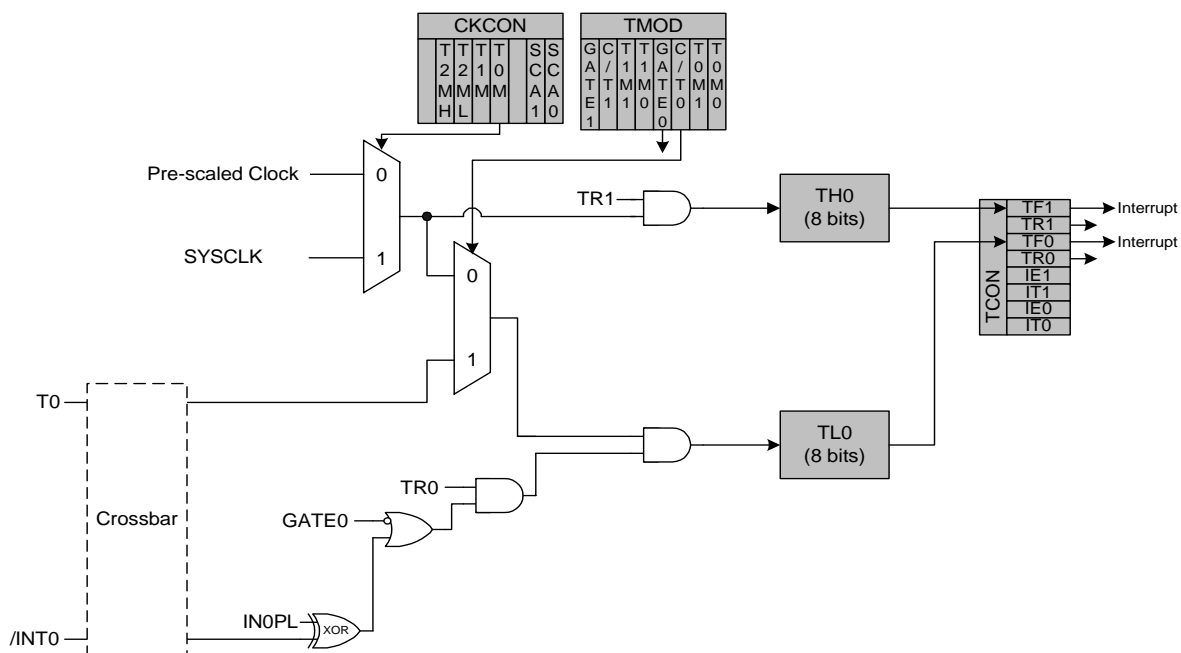 CKCON
T2MH
T2ML
T1M
T0M
SCA1
SCA0
TMOD
GATE1
C/T1
T1M1
T1M0
GATE0
C/T0
T0M1
T0M0
Pre-scaled Clock
0
SYSCLK
1
TR1
TH0
(8 bits)
TCON
TF1
TR1
TF0
TR0
IE1
IT1
IE0
IT0
Interrupt
Interrupt
0
1
T0
Crossbar
/INT0
TL0
(8 bits)
TR0
GATE0
IN0PL
XOR